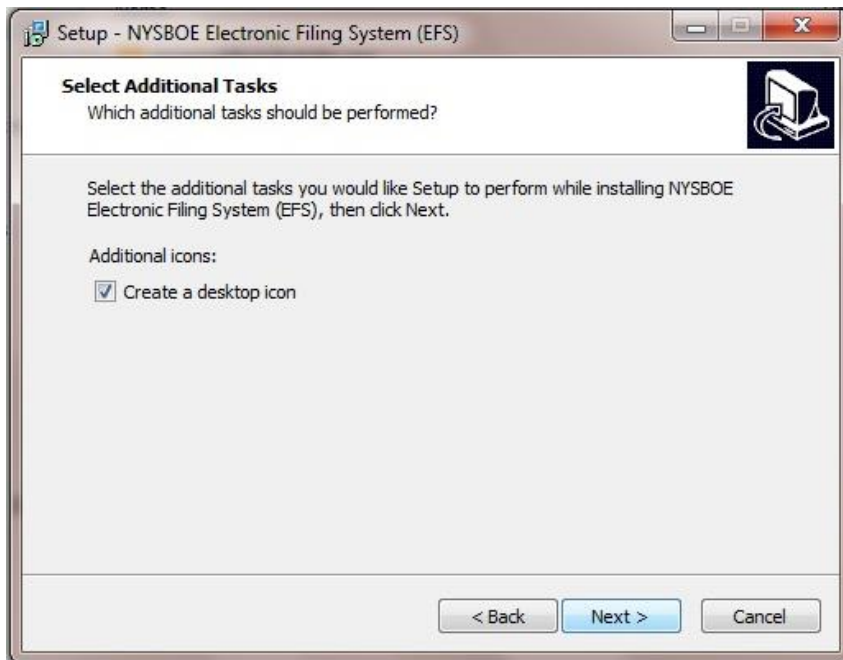 Setup - NYSBOE Electronic Filing System (EFS)
Select Additional Tasks
Which additional tasks should be performed?
Select the additional tasks you would like Setup to perform while installing NYSBOE
Electronic Filing System (EFS), then click Next.
Additional icons:
Create a desktop icon
< Back
Next >
Cancel